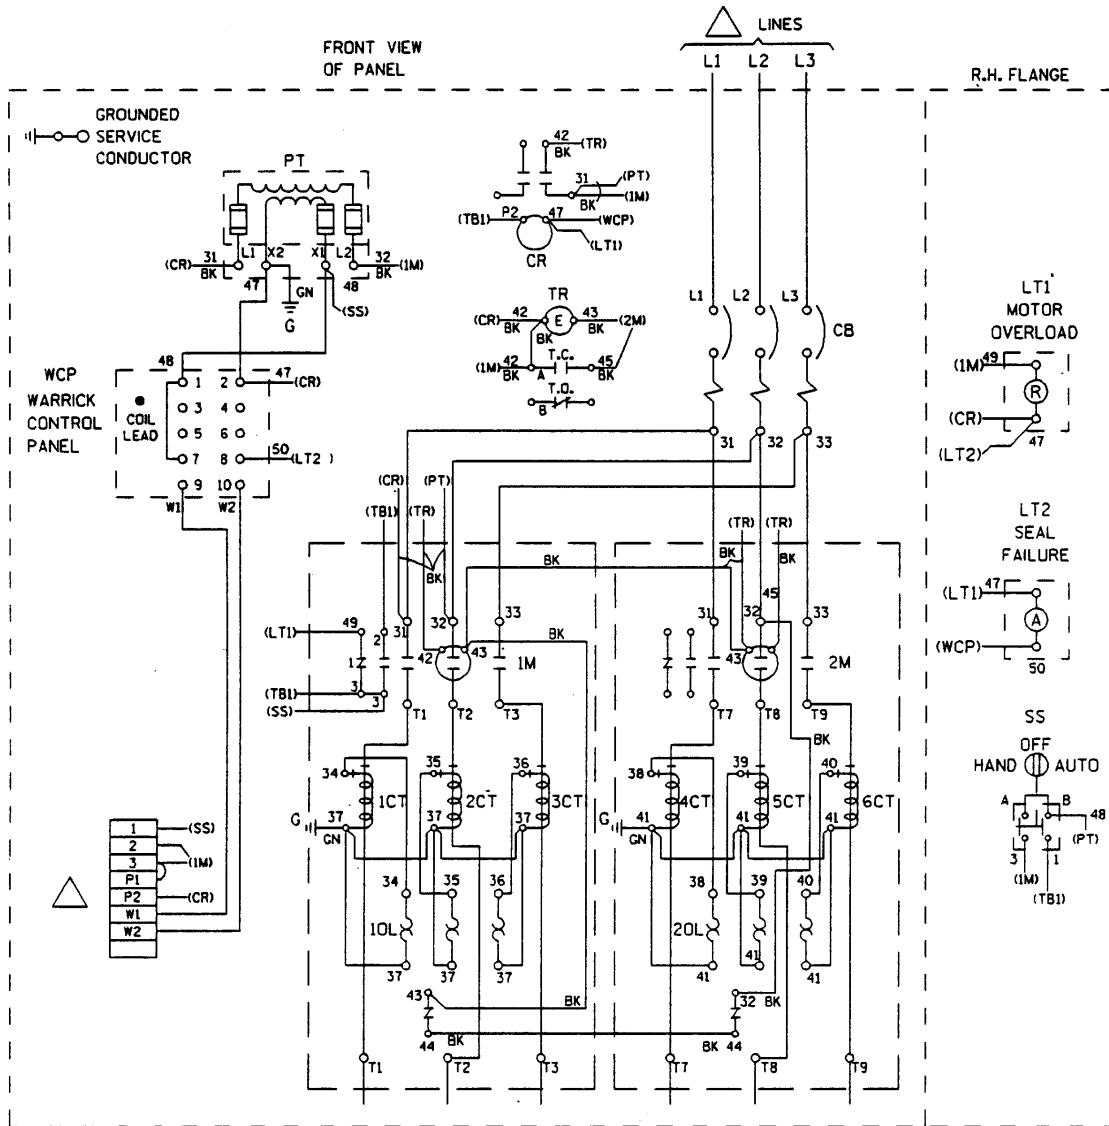 LINES
FRONT VIEW
OF PANEL
L1 L2 L3
R.H. FLANGE
GROUNDED
SERVICE
CONDUCTOR
PT
L1 X2 X1 L2
(CR) 31 BK
47
GN
G
(SS)
48
32 BK (1M)
42 BK (TR)
31 BK (PT)
(1M)
(TB1) P2 47 (WCP)
(LT1)
CR
TR
(CR) 42 BK E 43 BK (2M)
BK
T.C.
(1M) 42 BK A 45 BK
T.O.
B
L1 L2 L3
CB
31 32 33
LT1
MOTOR
OVERLOAD
(1M) 49
R
(CR)
47
(LT2)
WCP
WARRICK
CONTROL
PANEL
48
1 2 47 (CR)
COIL
LEAD
3 4
5 6
7 8 50 (LT2 )
9 10
W1 W2
LT2
SEAL
FAILURE
(LT1) 47
A
(WCP)
50
(CR) (PT)
(TB1) (TR)
BK
BK
(TR) (TR)
BK BK
(LT1) 49 2 31 32 33
1 42 43 1M
BK
(TB1) 3
(SS) 3
T1 T2 T3
31 45 32 33
43 2M
T7 T8 T9
BK
34 35 36
1CT 2CT 3CT
G 37 37 37
GN
34 35 36
1OL
37 37 37
43 BK
44 BK
T1 T2 T3
38 39 40
4CT 5CT 6CT
G 41 41 41
GN
38 39 40
2OL
41 41 41
32 BK
BK 44
T7 T8 T9
SS
OFF
HAND AUTO
A B
48
(PT)
3 1
(1M)
(TB1)
1 (SS)
2
3 (1M)
P1
P2 (CR)
W1
W2